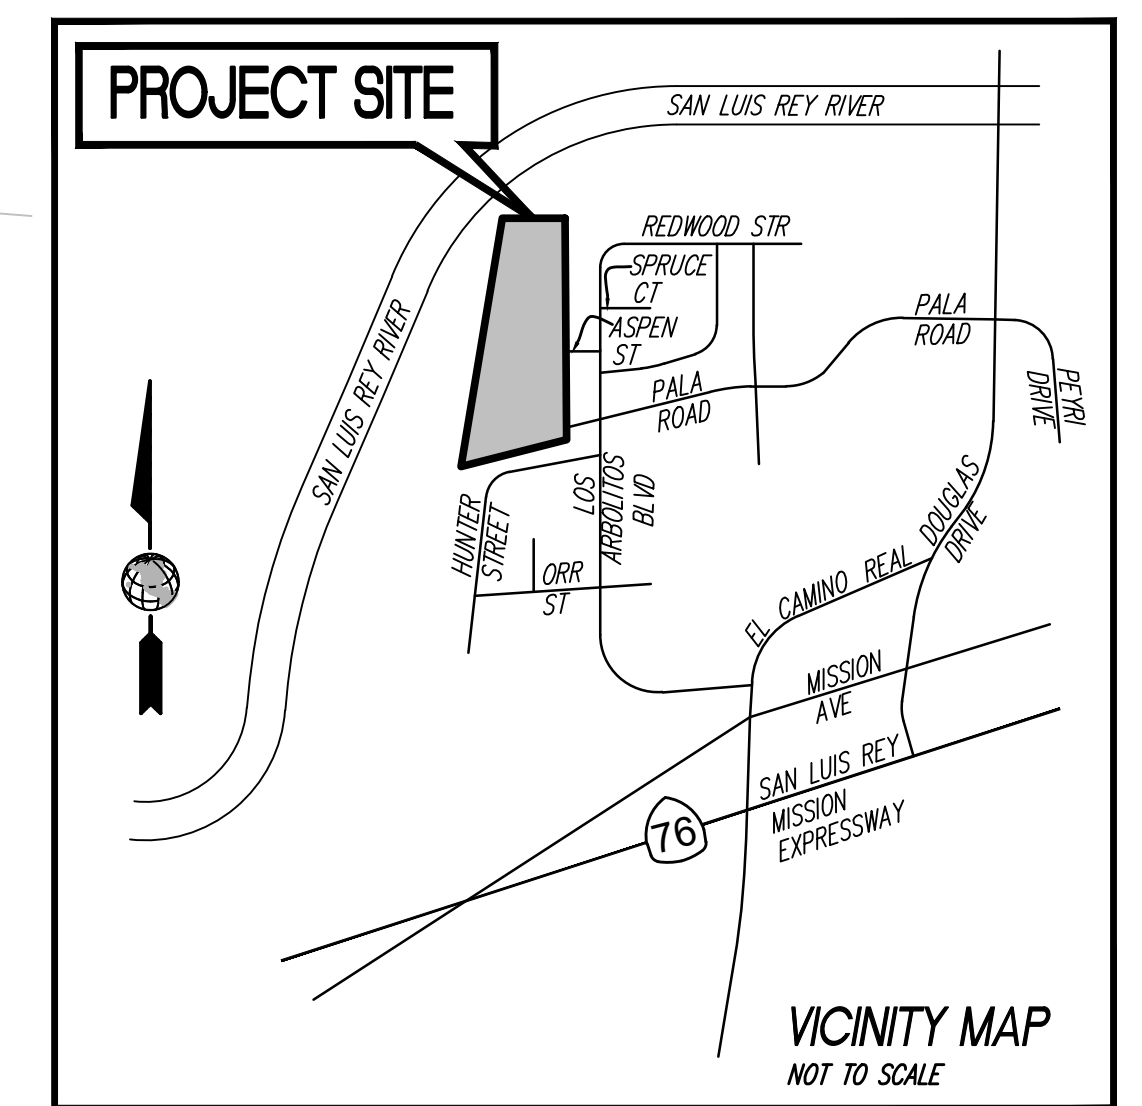 PROJECT SITE
SAN LUIS REY RIVER
REDWOOD STR
SPRUCE
CT
ASPEN
ST
PALA
ROAD
PALA
ROAD
PEYRI
DRIVE
SAN LUIS REY RIVER
LOS
ARBOLITOS
BLVD
HUNTER
STREET
ORR
ST
DOUGLAS
DRIVE
EL CAMINO REAL
MISSION
AVE
SAN LUIS REY
MISSION
EXPRESSWAY
76
VICINITY MAP
NOT TO SCALE